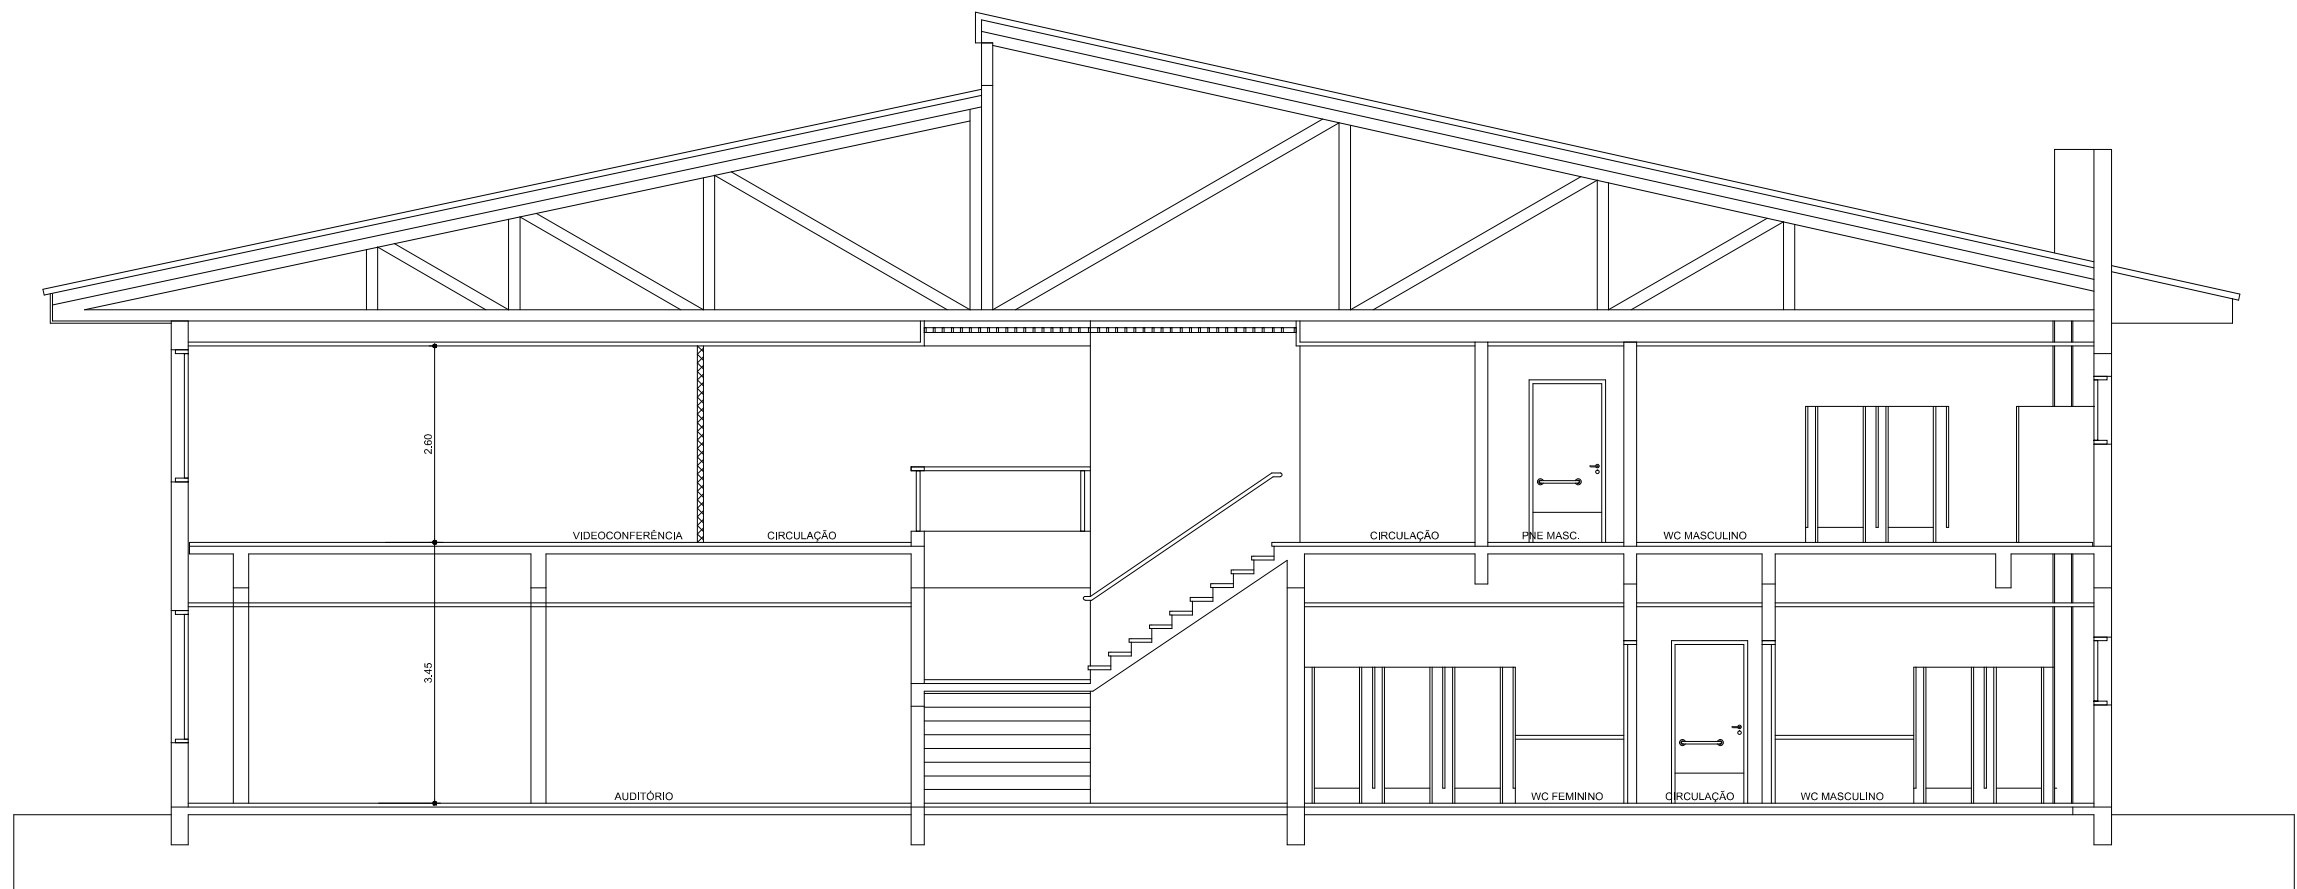 2.60
VIDEOCONFERÊNCIA
CIRCULAÇÃO
CIRCULAÇÃO
PNE MASC.
WC MASCULINO
3.45
AUDITÓRIO
WC FEMININO
CIRCULAÇÃO
WC MASCULINO